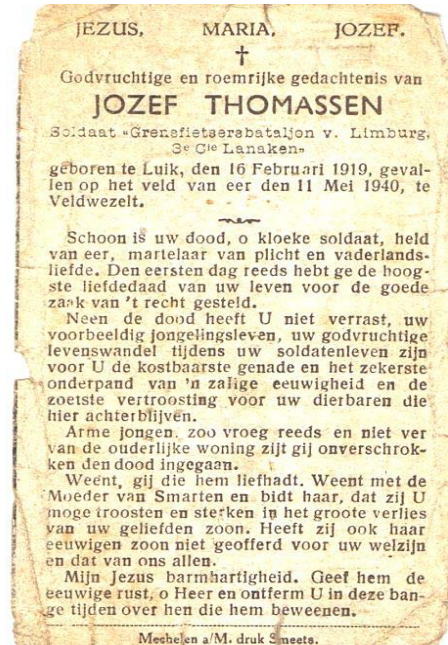 JEZUS, MARIA, JOZEF.
†
Godvruchtige en roemrijke gedachtenis van
JOZEF THOMASSEN
Soldaat «Grensfietsersbataljon v. Limburg,
3e Cie Lanaken»
geboren te Luik, den 16 Februari 1919, geval-
len op het veld van eer den 11 Mei 1940, te
Veldwezelt.
Schoon is uw dood, o kloeke soldaat, held
van eer, martelaar van plicht en vaderlands-
liefde. Den eersten dag reeds hebt ge de hoog-
ste liefdedaad van uw leven voor de goede
zaak van 't recht gesteld.
Neen de dood heeft U niet verrast, uw
voorbeeldig jongelingsleven, uw godvruchtige
levenswandel tijdens uw soldatenleven zijn
voor U de kostbaarste genade en het zekerste
onderpand van 'n zalige eeuwigheid en de
zoetste vertroosting voor uw dierbaren die
hier achterblijven.
Arme jongen, zoo vroeg reeds en niet ver
van de ouderlijke woning zijt gij onverschrok-
ken den dood ingegaan.
Weent, gij die hem liefhadt. Weent met de
Moeder van Smarten en bidt haar, dat zij U
moge troosten en sterken in het groote verlies
van uw geliefden zoon. Heeft zij ook haar
eeuwigen zoon niet geofferd voor uw welzijn
en dat van ons allen.
Mijn Jezus barmhartigheid. Geef hem de
eeuwige rust, o Heer en ontferm U in deze ban-
ge tijden over hen die hem beweenen.
Mechelen a/M. druk Smeets.